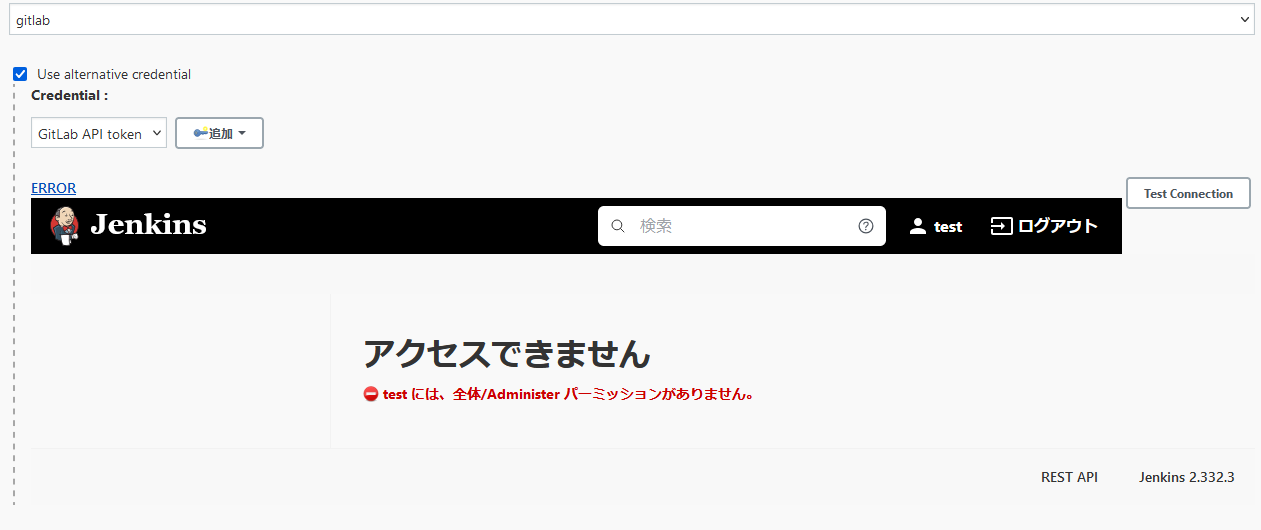 gitlab
Use alternative credential
Credential :
GitLab API token
追加
ERROR
Test Connection
Jenkins
検索
test
ログアウト
アクセスできません
test には、全体/Administer パーミッションがありません。
REST API
Jenkins 2.332.3